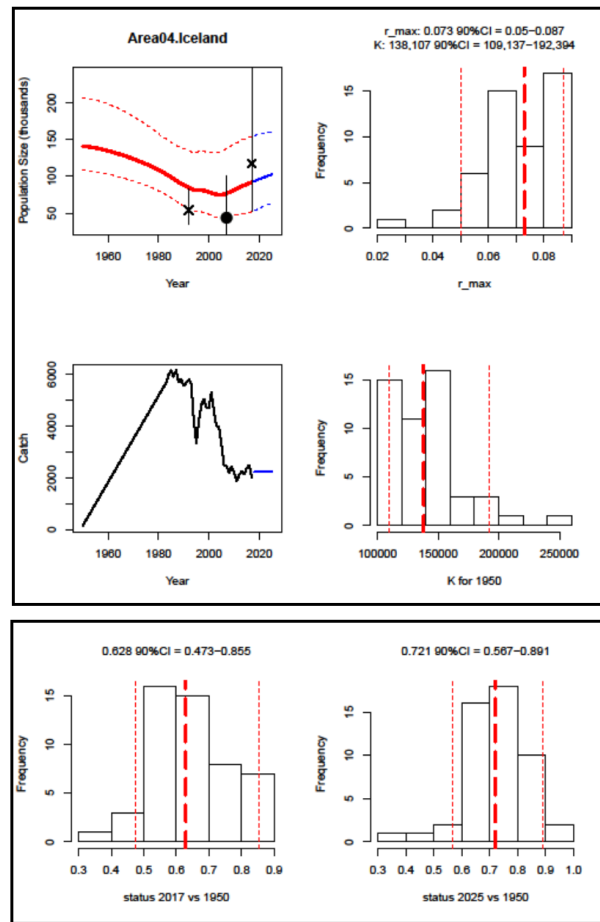 Area04.Iceland
Population Size (thousands)
50 100 150 200
1960 1980 2000 2020
Year
r_max: 0.073 90%CI = 0.05−0.087
K: 138,107 90%CI = 109,137−192,394
Frequency
0 5 10 15
0.02 0.04 0.06 0.08
r_max
Catch
0 2000 4000 6000
1960 1980 2000 2020
Year
Frequency
0 5 10 15
100000 150000 200000 250000
K for 1950
0.628 90%CI = 0.473−0.855
Frequency
0 5 10 15
0.3 0.4 0.5 0.6 0.7 0.8 0.9
status 2017 vs 1950
0.721 90%CI = 0.567−0.891
Frequency
0 5 10 15
0.3 0.4 0.5 0.6 0.7 0.8 0.9 1.0
status 2025 vs 1950